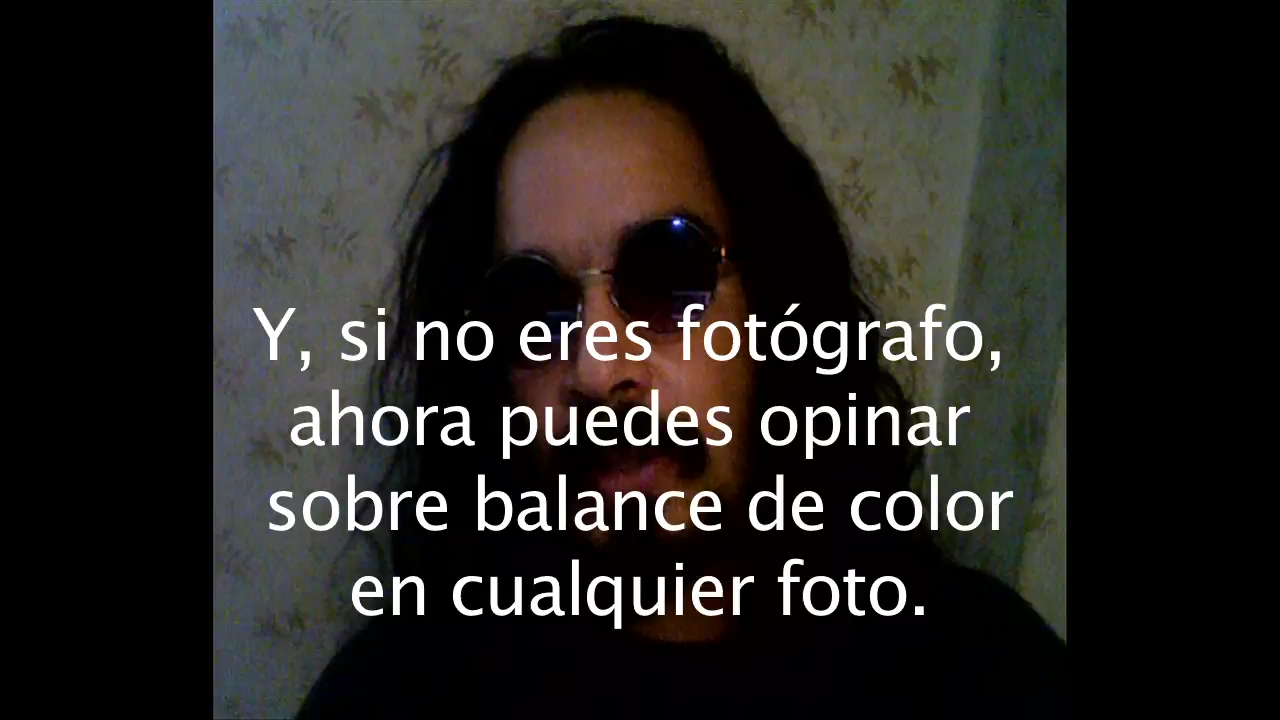 Y, si no eres fotógrafo,
ahora puedes opinar
sobre balance de color
en cualquier foto.